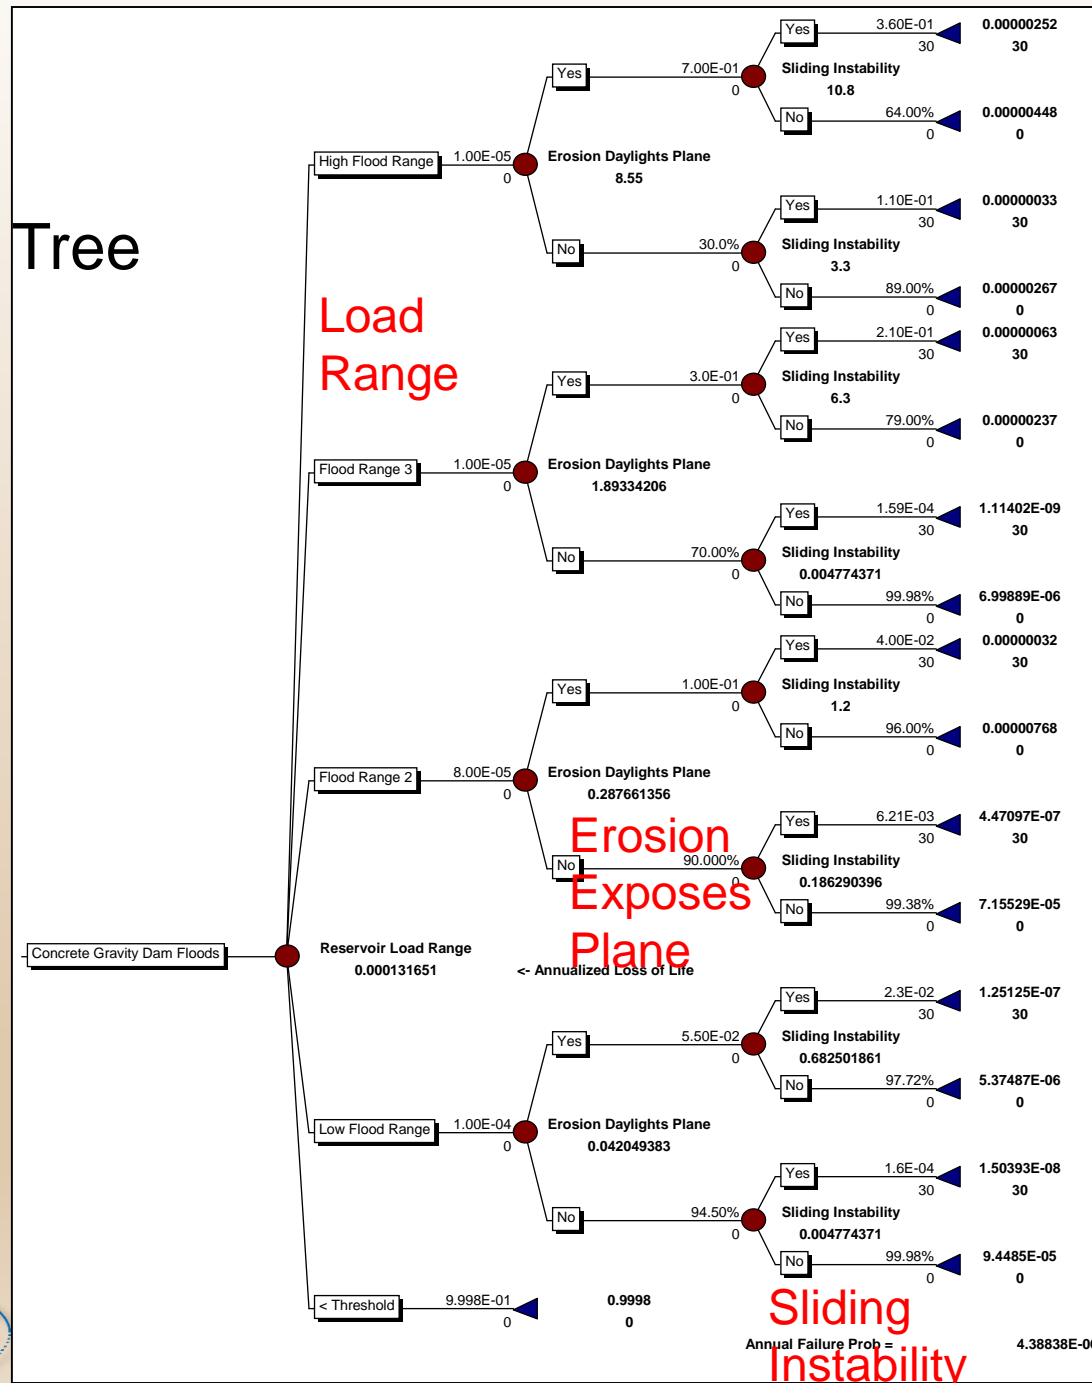 Tree
Load
Range
Erosion
Exposes
Plane
Sliding
Instability
Concrete Gravity Dam Floods
Reservoir Load Range
0.000131651
<- Annualized Loss of Life
High Flood Range
1.00E-05
0
Erosion Daylights Plane
8.55
Yes
7.00E-01
0
Sliding Instability
10.8
Yes
3.60E-01
30
0.00000252
30
No
64.00%
0
0.00000448
0
No
30.0%
0
Sliding Instability
3.3
Yes
1.10E-01
30
0.00000033
30
No
89.00%
0
0.00000267
0
Flood Range 3
1.00E-05
0
Erosion Daylights Plane
1.89334206
Yes
3.0E-01
0
Sliding Instability
6.3
Yes
2.10E-01
30
0.00000063
30
No
79.00%
0
0.00000237
0
No
70.00%
0
Sliding Instability
0.004774371
Yes
1.59E-04
30
1.11402E-09
30
No
99.98%
0
6.99889E-06
0
Flood Range 2
8.00E-05
0
Erosion Daylights Plane
0.287661356
Yes
1.00E-01
0
Sliding Instability
1.2
Yes
4.00E-02
30
0.00000032
30
No
96.00%
0
0.00000768
0
No
90.000%
0
Sliding Instability
0.186290396
Yes
6.21E-03
30
4.47097E-07
30
No
99.38%
0
7.15529E-05
0
Low Flood Range
1.00E-04
0
Erosion Daylights Plane
0.042049383
Yes
5.50E-02
0
Sliding Instability
0.682501861
Yes
2.3E-02
30
1.25125E-07
30
No
97.72%
0
5.37487E-06
0
No
94.50%
0
Sliding Instability
0.004774371
Yes
1.6E-04
30
1.50393E-08
30
No
99.98%
0
9.4485E-05
0
< Threshold
9.998E-01
0
0.9998
0
Annual Failure Prob =